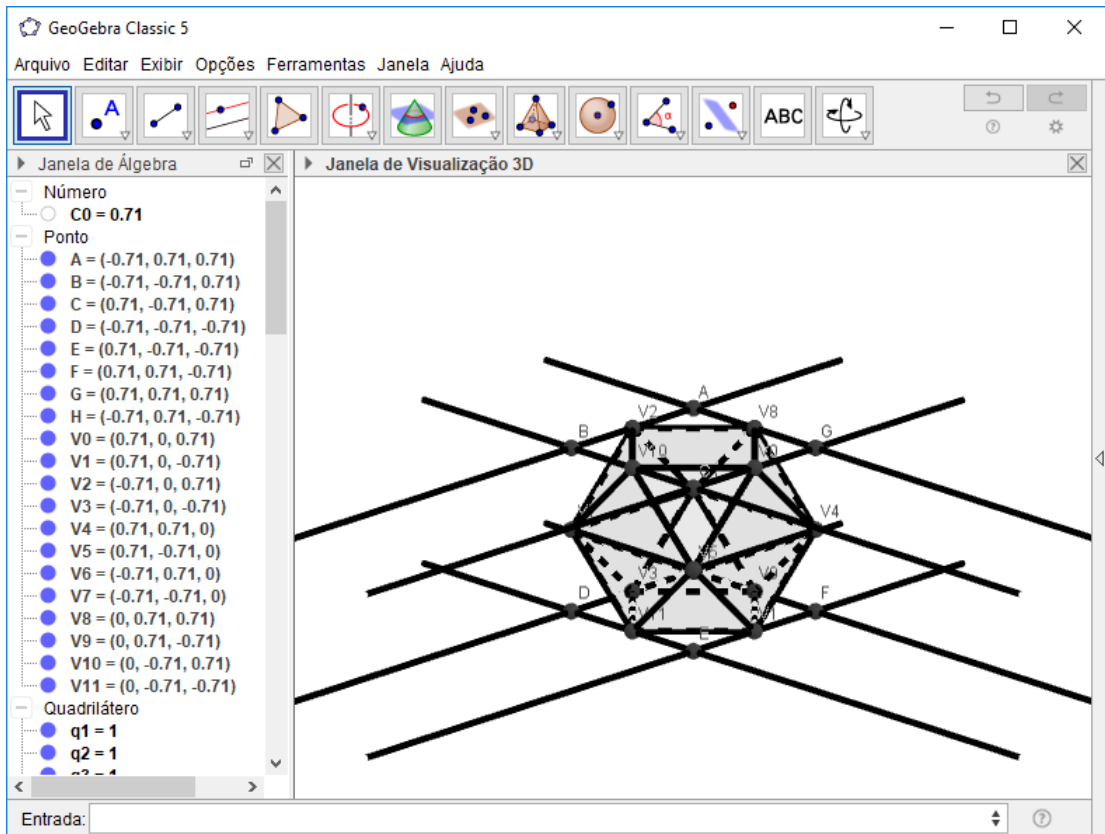 GeoGebra Classic 5
Arquivo Editar Exibir Opções Ferramentas Janela Ajuda
A
α
ABC
Janela de Álgebra
Janela de Visualização 3D
Número
C0 = 0.71
Ponto
A = (-0.71, 0.71, 0.71)
B = (-0.71, -0.71, 0.71)
C = (0.71, -0.71, 0.71)
D = (-0.71, -0.71, -0.71)
E = (0.71, -0.71, -0.71)
F = (0.71, 0.71, -0.71)
G = (0.71, 0.71, 0.71)
H = (-0.71, 0.71, -0.71)
V0 = (0.71, 0, 0.71)
V1 = (0.71, 0, -0.71)
V2 = (-0.71, 0, 0.71)
V3 = (-0.71, 0, -0.71)
V4 = (0.71, 0.71, 0)
V5 = (0.71, -0.71, 0)
V6 = (-0.71, 0.71, 0)
V7 = (-0.71, -0.71, 0)
V8 = (0, 0.71, 0.71)
V9 = (0, 0.71, -0.71)
V10 = (0, -0.71, 0.71)
V11 = (0, -0.71, -0.71)
Quadrilátero
q1 = 1
q2 = 1
q3 = 1
A
V2
V8
B
G
V10
V0
V4
V3
V9
D
F
V11
V1
E
Entrada: